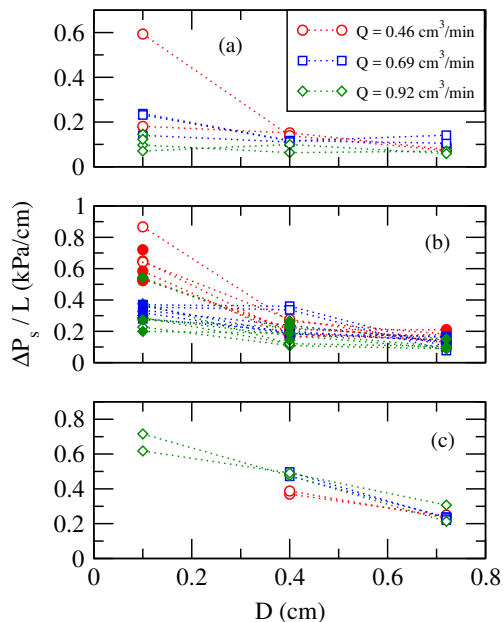 0.6
(a)
Q = 0.46 cm³/min
Q = 0.69 cm³/min
Q = 0.92 cm³/min
0.4
0.2
0
1
(b)
0.8
0.6
0.4
0.2
0
ΔPₛ / L (kPa/cm)
0.8
(c)
0.6
0.4
0.2
0
0 0.2 0.4 0.6 0.8
D (cm)